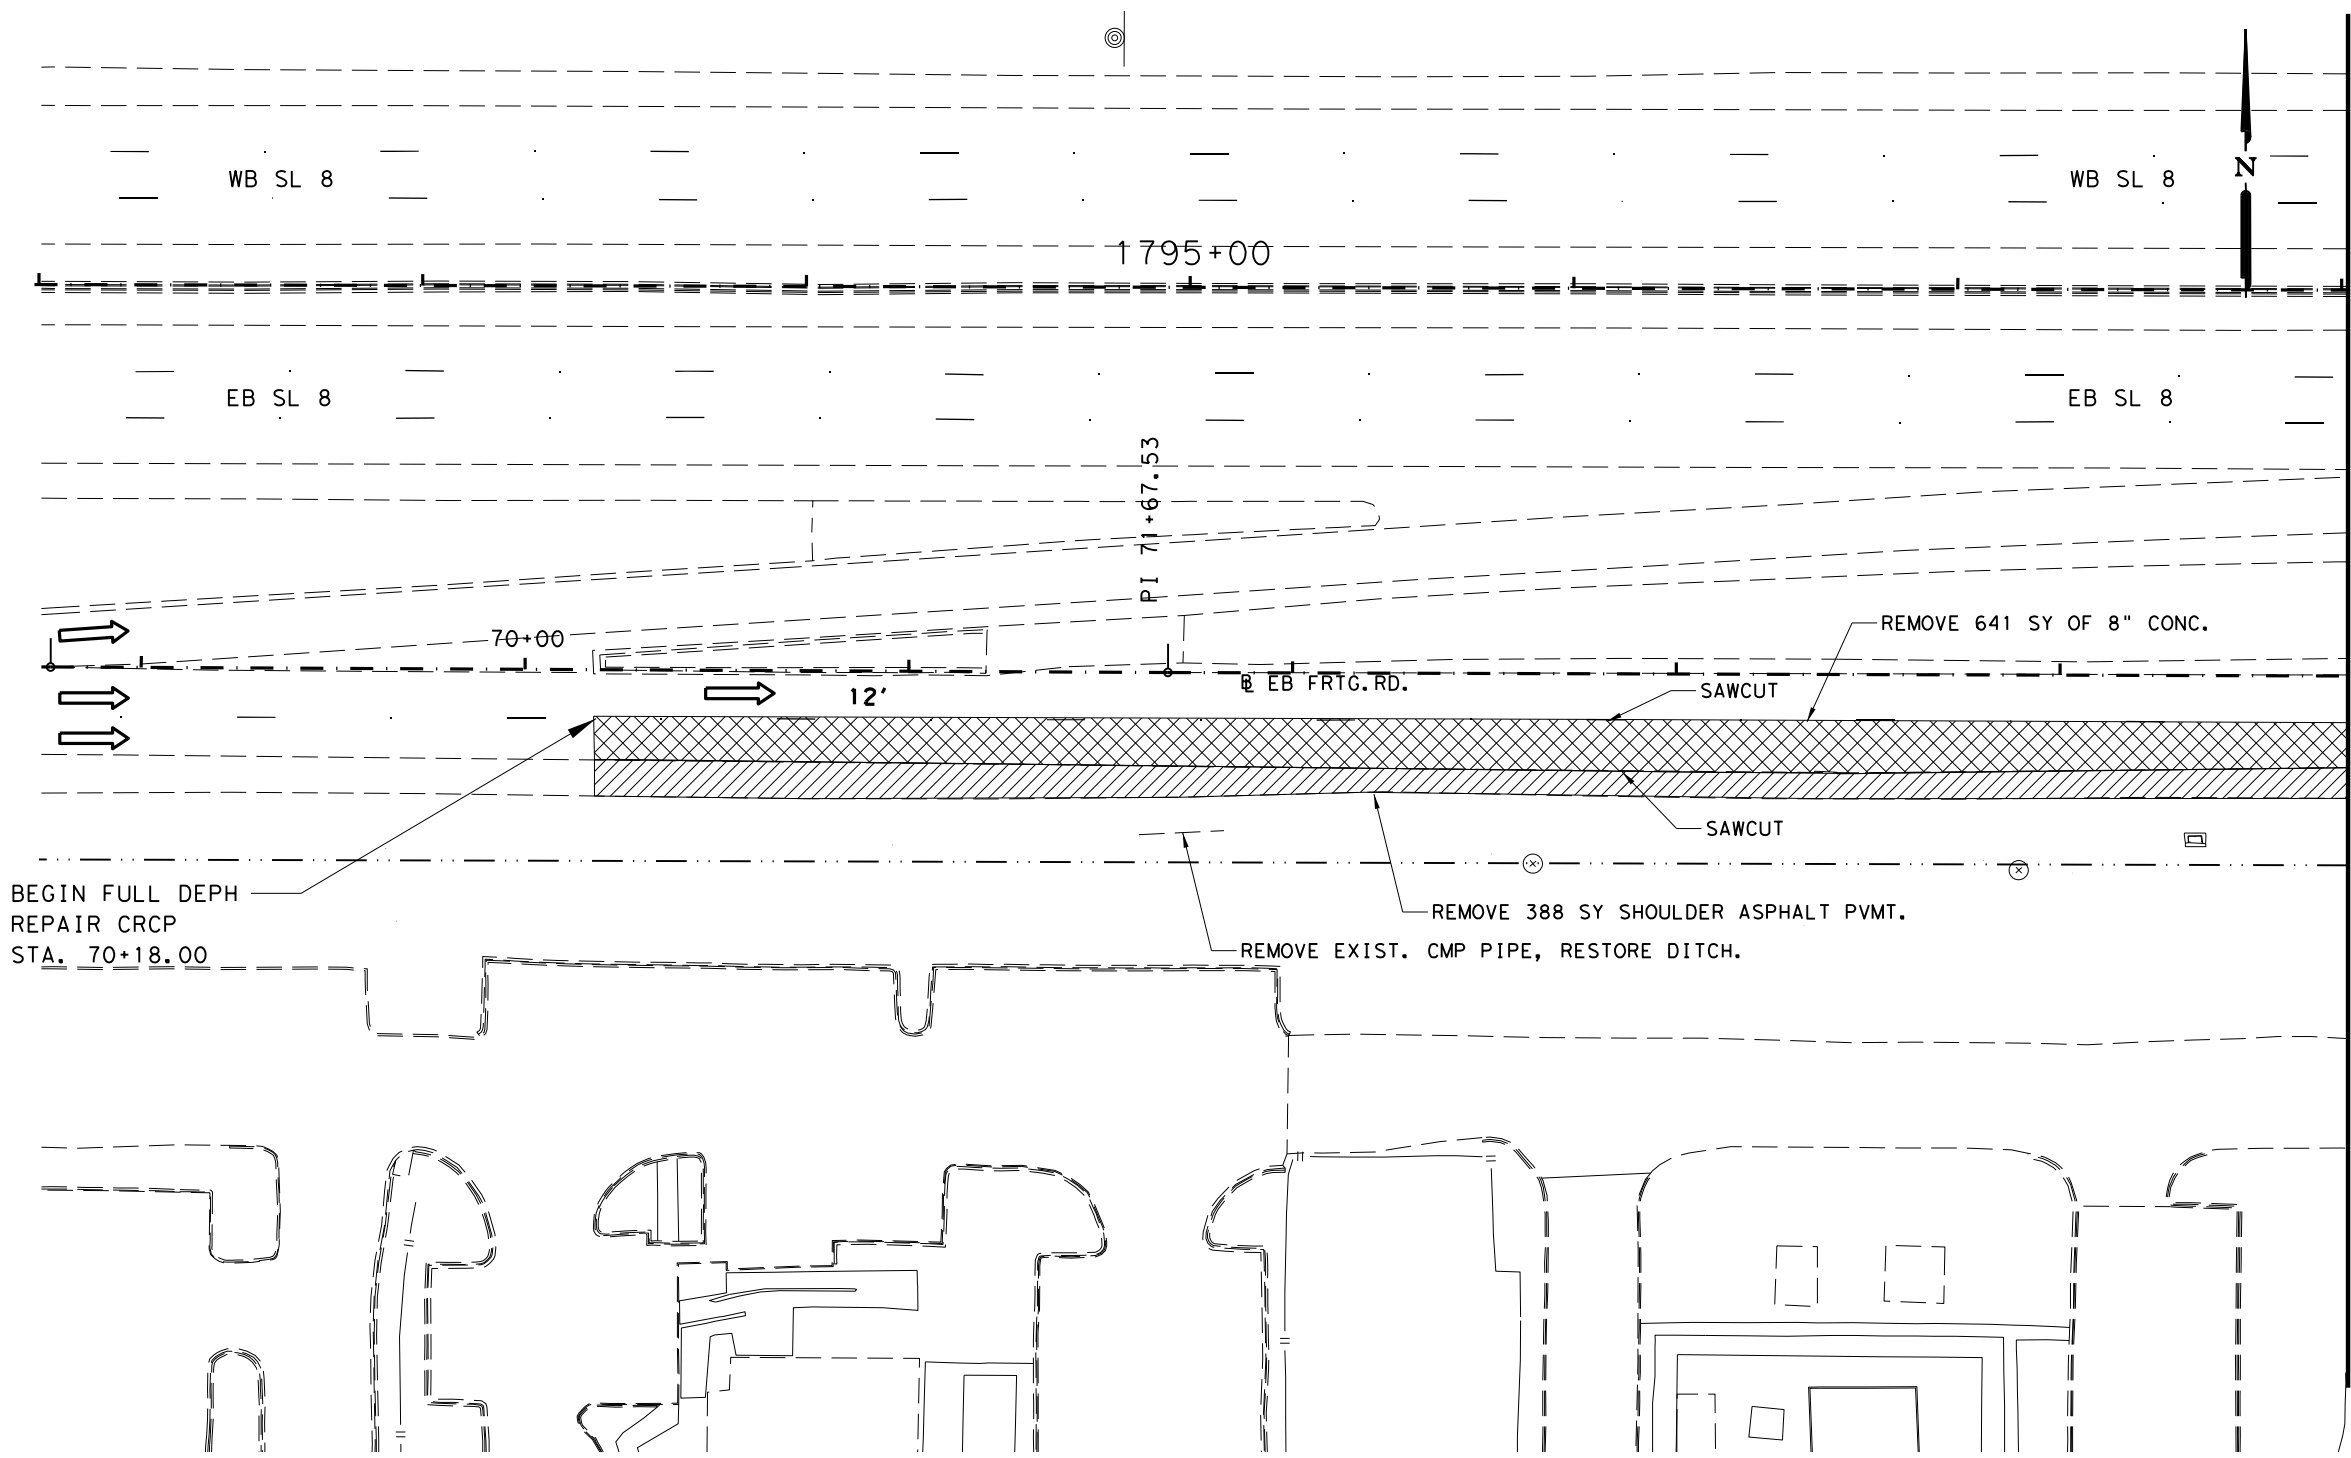 WB SL 8
WB SL 8
N
1795+00
EB SL 8
EB SL 8
PI 71+67.53
70+00
REMOVE 641 SY OF 8" CONC.
12'
℄ EB FRTG.RD.
SAWCUT
SAWCUT
BEGIN FULL DEPH
REPAIR CRCP
STA. 70+18.00
REMOVE 388 SY SHOULDER ASPHALT PVMT.
REMOVE EXIST. CMP PIPE, RESTORE DITCH.